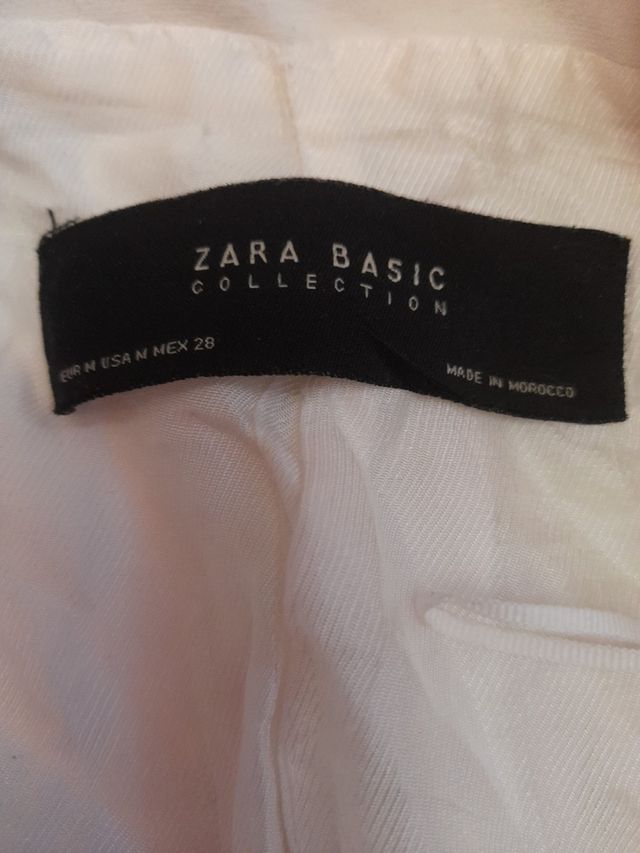 ZARA BASIC
COLLECTION
EUR M USA M MEX 28
MADE IN MOROCCO